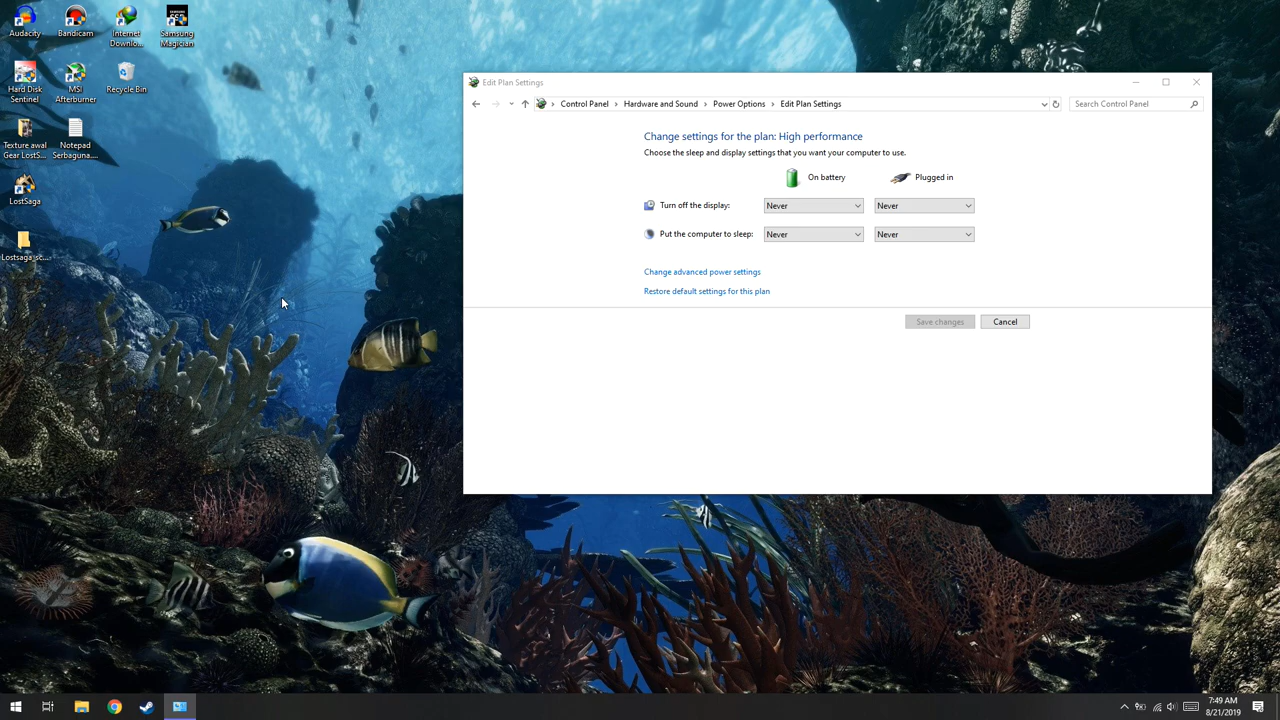 Audacity
Bandicam
Internet
Downlo...
SAMSUNG
SSD
Samsung
Magician
Hard Disk
Sentinel
MSI
Afterburner
Recycle Bin
Texture awal
Gear LostS...
Notepad
Serbaguna....
LostSaga
Lostsaga_sc...
Edit Plan Settings
Control Panel > Hardware and Sound > Power Options > Edit Plan Settings
Search Control Panel
Change settings for the plan: High performance
Choose the sleep and display settings that you want your computer to use.
On battery
Plugged in
Turn off the display: Never Never
Put the computer to sleep: Never Never
Change advanced power settings
Restore default settings for this plan
Save changes Cancel
7:49 AM
8/21/2019